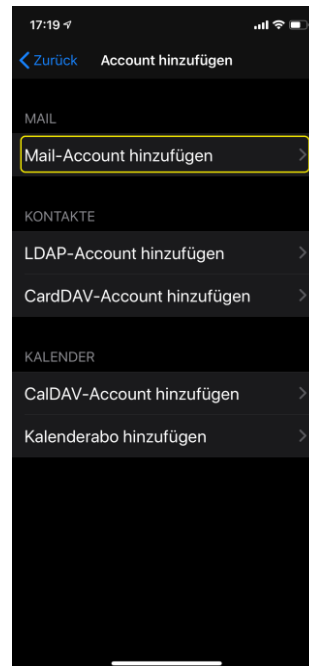 17:19
Zurück Account hinzufügen
MAIL
Mail-Account hinzufügen
KONTAKTE
LDAP-Account hinzufügen
CardDAV-Account hinzufügen
KALENDER
CalDAV-Account hinzufügen
Kalenderabo hinzufügen